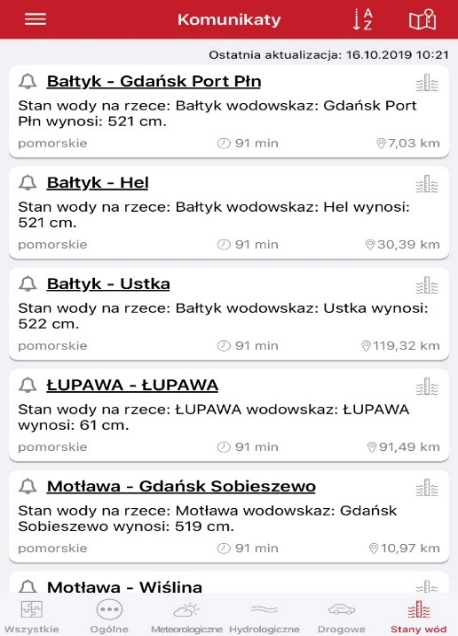 Komunikaty
A
Z
Ostatnia aktualizacja: 16.10.2019 10:21
Bałtyk - Gdańsk Port Płn
Stan wody na rzece: Bałtyk wodowskaz: Gdańsk Port
Płn wynosi: 521 cm.
pomorskie 91 min 7,03 km
Bałtyk - Hel
Stan wody na rzece: Bałtyk wodowskaz: Hel wynosi:
521 cm.
pomorskie 91 min 30,39 km
Bałtyk - Ustka
Stan wody na rzece: Bałtyk wodowskaz: Ustka wynosi:
522 cm.
pomorskie 91 min 119,32 km
ŁUPAWA - ŁUPAWA
Stan wody na rzece: ŁUPAWA wodowskaz: ŁUPAWA
wynosi: 61 cm.
pomorskie 91 min 91,49 km
Motława - Gdańsk Sobieszewo
Stan wody na rzece: Motława wodowskaz: Gdańsk
Sobieszewo wynosi: 519 cm.
pomorskie 91 min 10,97 km
Motława - Wiślina
Wszystkie Ogólne Meteorologiczne Hydrologiczne Drogowe Stany wód